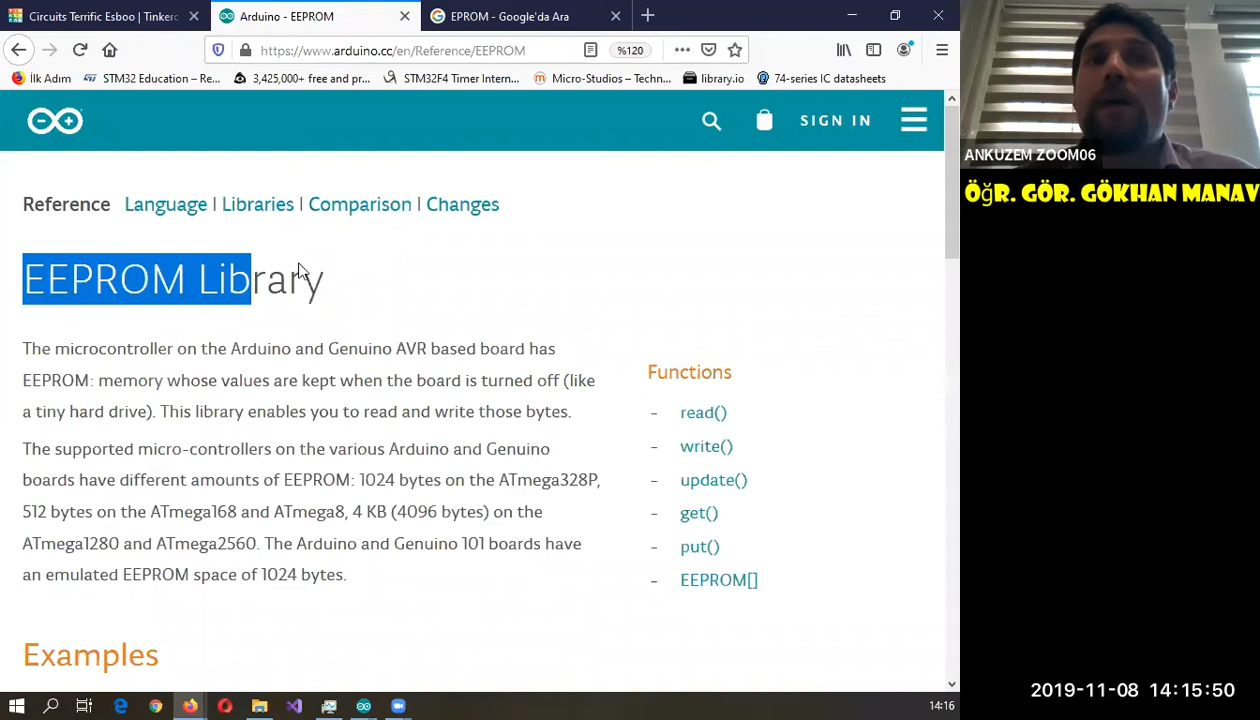 Circuits Terrific Esboo | Tinkerc
Arduino - EEPROM
EPROM - Google'da Ara
https://www.arduino.cc/en/Reference/EEPROM
%120
İlk Adım
STM32 Education – Re...
3,425,000+ free and pr...
STM32F4 Timer Intern...
Micro-Studios – Techn...
library.io
74-series IC datasheets
SIGN IN
Reference Language | Libraries | Comparison | Changes
EEPROM Library
The microcontroller on the Arduino and Genuino AVR based board has
EEPROM: memory whose values are kept when the board is turned off (like
a tiny hard drive). This library enables you to read and write those bytes.
The supported micro-controllers on the various Arduino and Genuino
boards have different amounts of EEPROM: 1024 bytes on the ATmega328P,
512 bytes on the ATmega168 and ATmega8, 4 KB (4096 bytes) on the
ATmega1280 and ATmega2560. The Arduino and Genuino 101 boards have
an emulated EEPROM space of 1024 bytes.
Functions
- read()
- write()
- update()
- get()
- put()
- EEPROM[]
Examples
14:16
ANKUZEM ZOOM06
ÖĞR. GÖR. GÖKHAN MANAV
2019-11-08 14:15:50